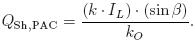 Q_{Sh,PAC} = \frac{(k \cdot I_L) \cdot (\sin \beta)}{k_O}.